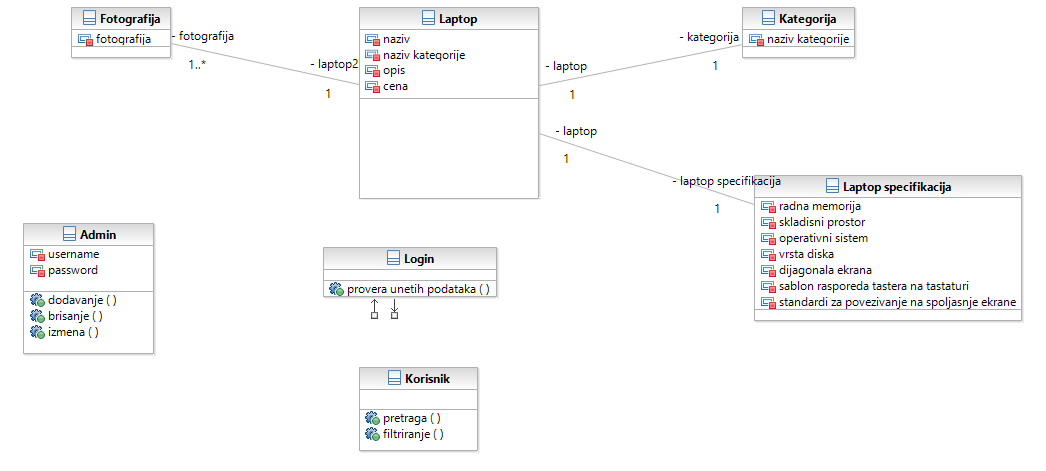 Fotografija
fotografija
- fotografija
1..*
- laptop2
1
Laptop
naziv
naziv kategorije
opis
cena
- laptop
1
- kategorija
1
Kategorija
naziv kategorije
- laptop
1
- laptop specifikacija
1
Laptop specifikacija
radna memorija
skladisni prostor
operativni sistem
vrsta diska
dijagonala ekrana
sablon rasporeda tastera na tastaturi
standardi za povezivanje na spoljasnje ekrane
Admin
username
password
dodavanje ( )
brisanje ( )
izmena ( )
Login
provera unetih podataka ( )
Korisnik
pretraga ( )
filtriranje ( )